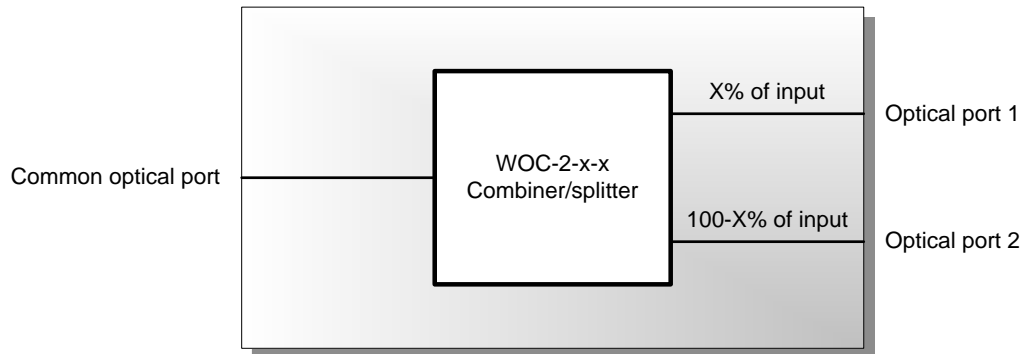 X% of input
Optical port 1
Common optical port
WOC-2-x-x
Combiner/splitter
100-X% of input
Optical port 2